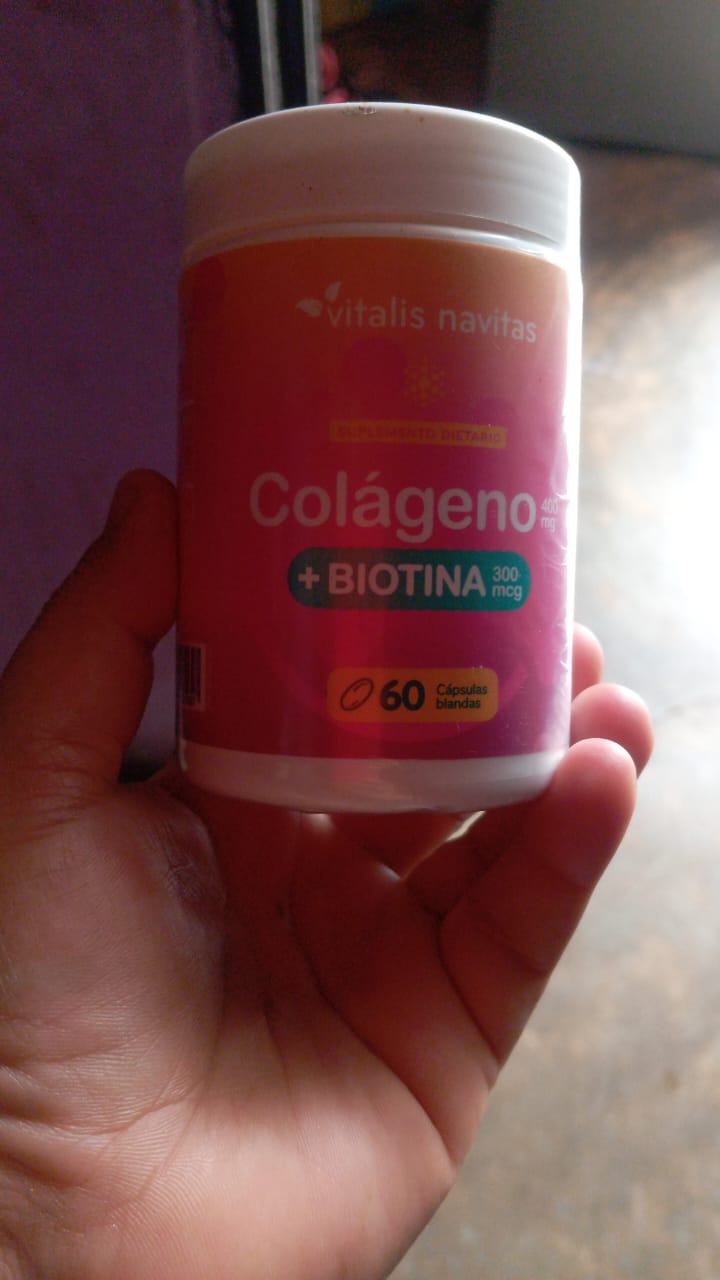 vitalis navitas
SUPLEMENTO DIETARIO
Colágeno 400 mg
+ BIOTINA 300 mcg
60 Cápsulas blandas